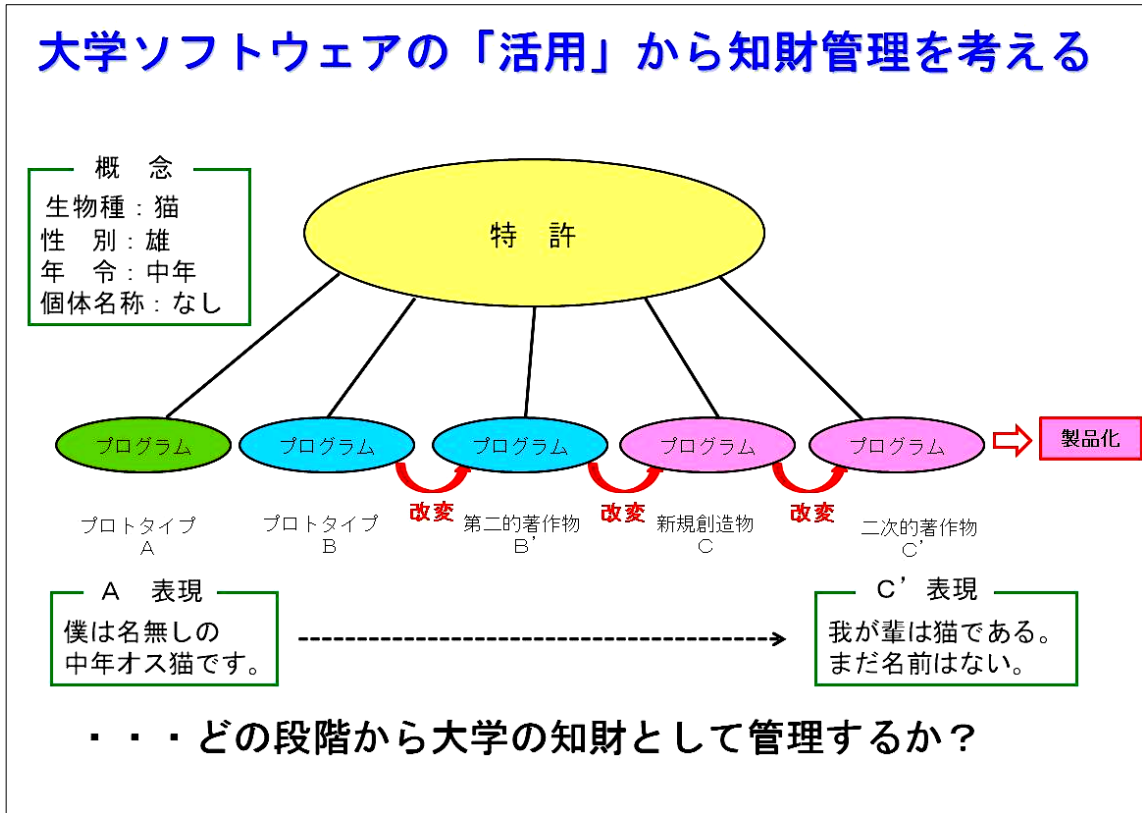 大学ソフトウェアの「活用」から知財管理を考える
概　念
生物種：猫
性　別：雄
年　令：中年
個体名称：なし
特　許
プログラム
プログラム
プログラム
プログラム
プログラム
製品化
改変
改変
改変
プロトタイプ
A
プロトタイプ
B
第二的著作物
B'
新規創造物
C
二次的著作物
C'
A　表現
僕は名無しの
中年オス猫です。
C’表現
我が輩は猫である。
まだ名前はない。
・・・どの段階から大学の知財として管理するか？